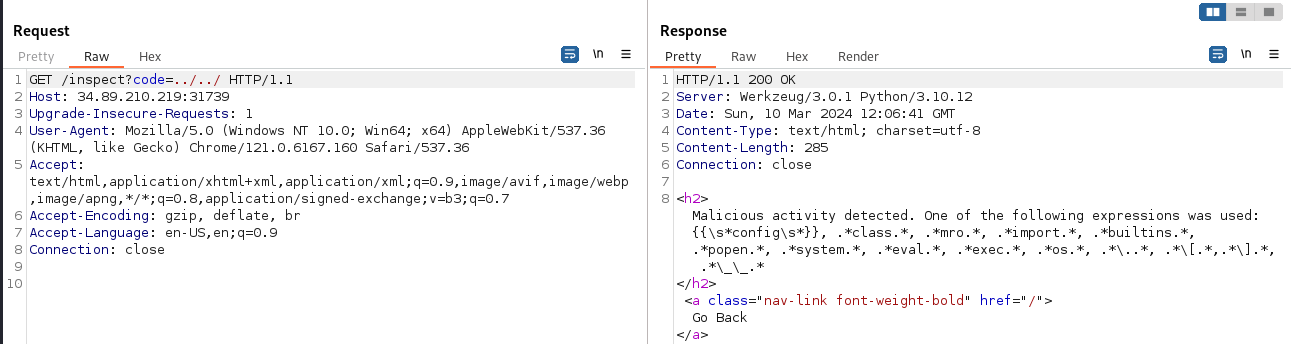 Request
Pretty Raw Hex
\n
1 GET /inspect?code=../../ HTTP/1.1
2 Host: 34.89.210.219:31739
3 Upgrade-Insecure-Requests: 1
4 User-Agent: Mozilla/5.0 (Windows NT 10.0; Win64; x64) AppleWebKit/537.36
(KHTML, like Gecko) Chrome/121.0.6167.160 Safari/537.36
5 Accept:
text/html,application/xhtml+xml,application/xml;q=0.9,image/avif,image/webp
,image/apng,*/*;q=0.8,application/signed-exchange;v=b3;q=0.7
6 Accept-Encoding: gzip, deflate, br
7 Accept-Language: en-US,en;q=0.9
8 Connection: close
9
10
Response
Pretty Raw Hex Render
\n
1 HTTP/1.1 200 OK
2 Server: Werkzeug/3.0.1 Python/3.10.12
3 Date: Sun, 10 Mar 2024 12:06:41 GMT
4 Content-Type: text/html; charset=utf-8
5 Content-Length: 285
6 Connection: close
7
8 <h2>
Malicious activity detected. One of the following expressions was used:
{{\s*config\s*}}, .*class.*, .*mro.*, .*import.*, .*builtins.*,
.*popen.*, .*system.*, .*eval.*, .*exec.*, .*os.*, .*\..*, .*\[.*,.*\].*,
.*\_\_.*
</h2>
<a class="nav-link font-weight-bold" href="/">
Go Back
</a>